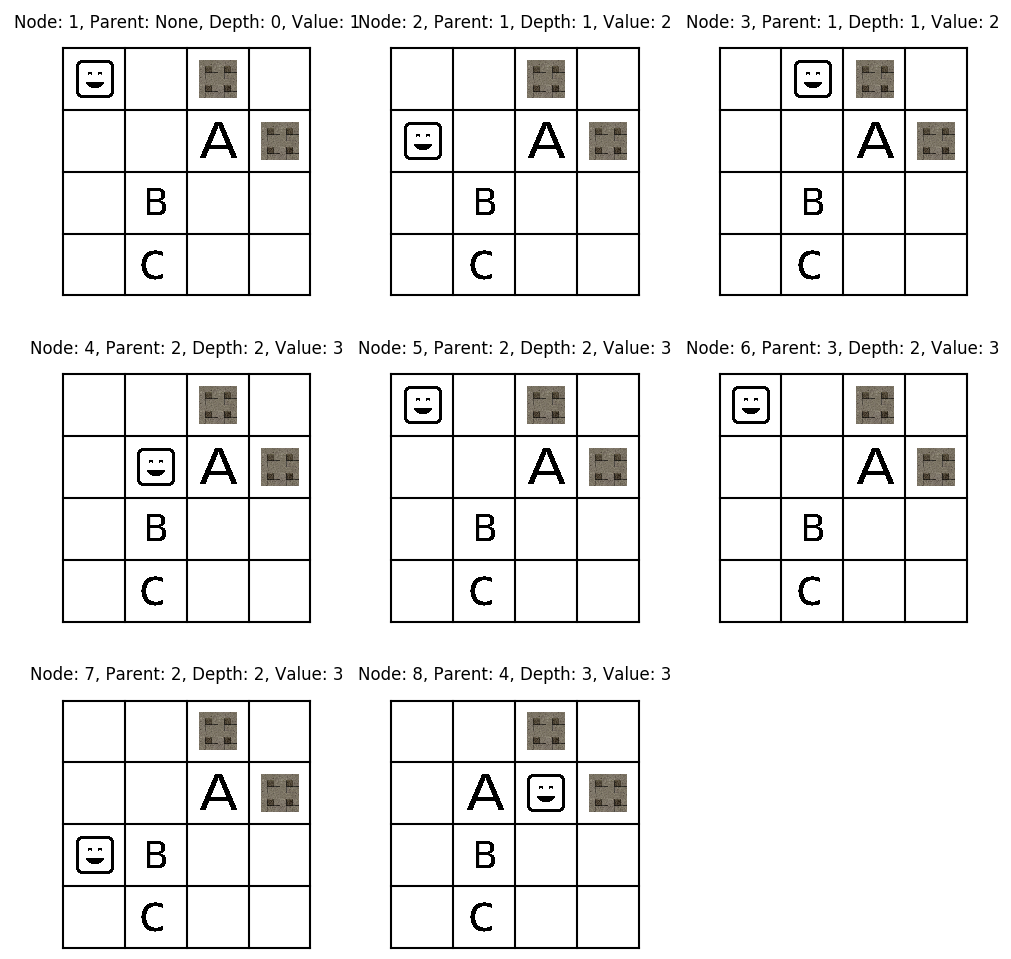 Node: 1, Parent: None, Depth: 0, Value: 1
Node: 2, Parent: 1, Depth: 1, Value: 2
Node: 3, Parent: 1, Depth: 1, Value: 2
A
B
C
A
B
C
A
B
C
Node: 4, Parent: 2, Depth: 2, Value: 3
Node: 5, Parent: 2, Depth: 2, Value: 3
Node: 6, Parent: 3, Depth: 2, Value: 3
A
B
C
A
B
C
A
B
C
Node: 7, Parent: 2, Depth: 2, Value: 3
Node: 8, Parent: 4, Depth: 3, Value: 3
A
B
C
A
B
C